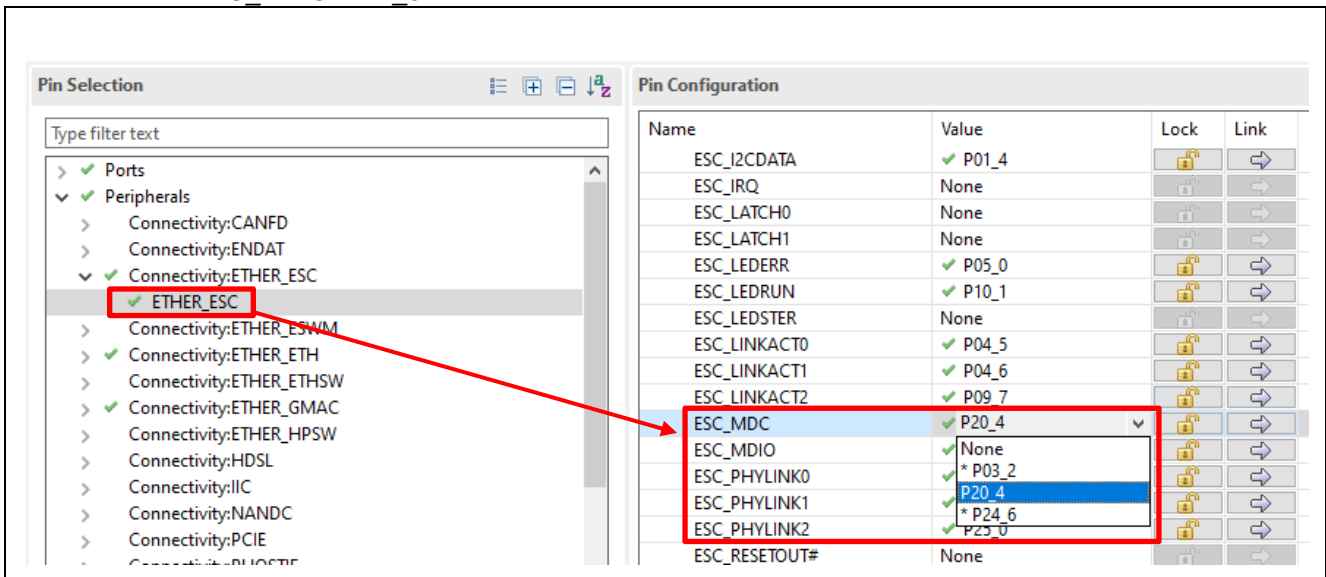 Pin Selection
Type filter text
Ports
Peripherals
Connectivity:CANFD
Connectivity:ENDAT
Connectivity:ETHER_ESC
ETHER_ESC
Connectivity:ETHER_ESWM
Connectivity:ETHER_ETH
Connectivity:ETHER_ETHSW
Connectivity:ETHER_GMAC
Connectivity:ETHER_HPSW
Connectivity:HDSL
Connectivity:IIC
Connectivity:NANDC
Connectivity:PCIE
Pin Configuration
Name Value Lock Link
ESC_I2CDATA P01_4
ESC_IRQ None
ESC_LATCH0 None
ESC_LATCH1 None
ESC_LEDERR P05_0
ESC_LEDRUN P10_1
ESC_LEDSTER None
ESC_LINKACT0 P04_5
ESC_LINKACT1 P04_6
ESC_LINKACT2 P09_7
ESC_MDC P20_4
ESC_MDIO
ESC_PHYLINK0
ESC_PHYLINK1
ESC_PHYLINK2 P25_0
ESC_RESETOUT# None
None
* P03_2
P20_4
* P24_6